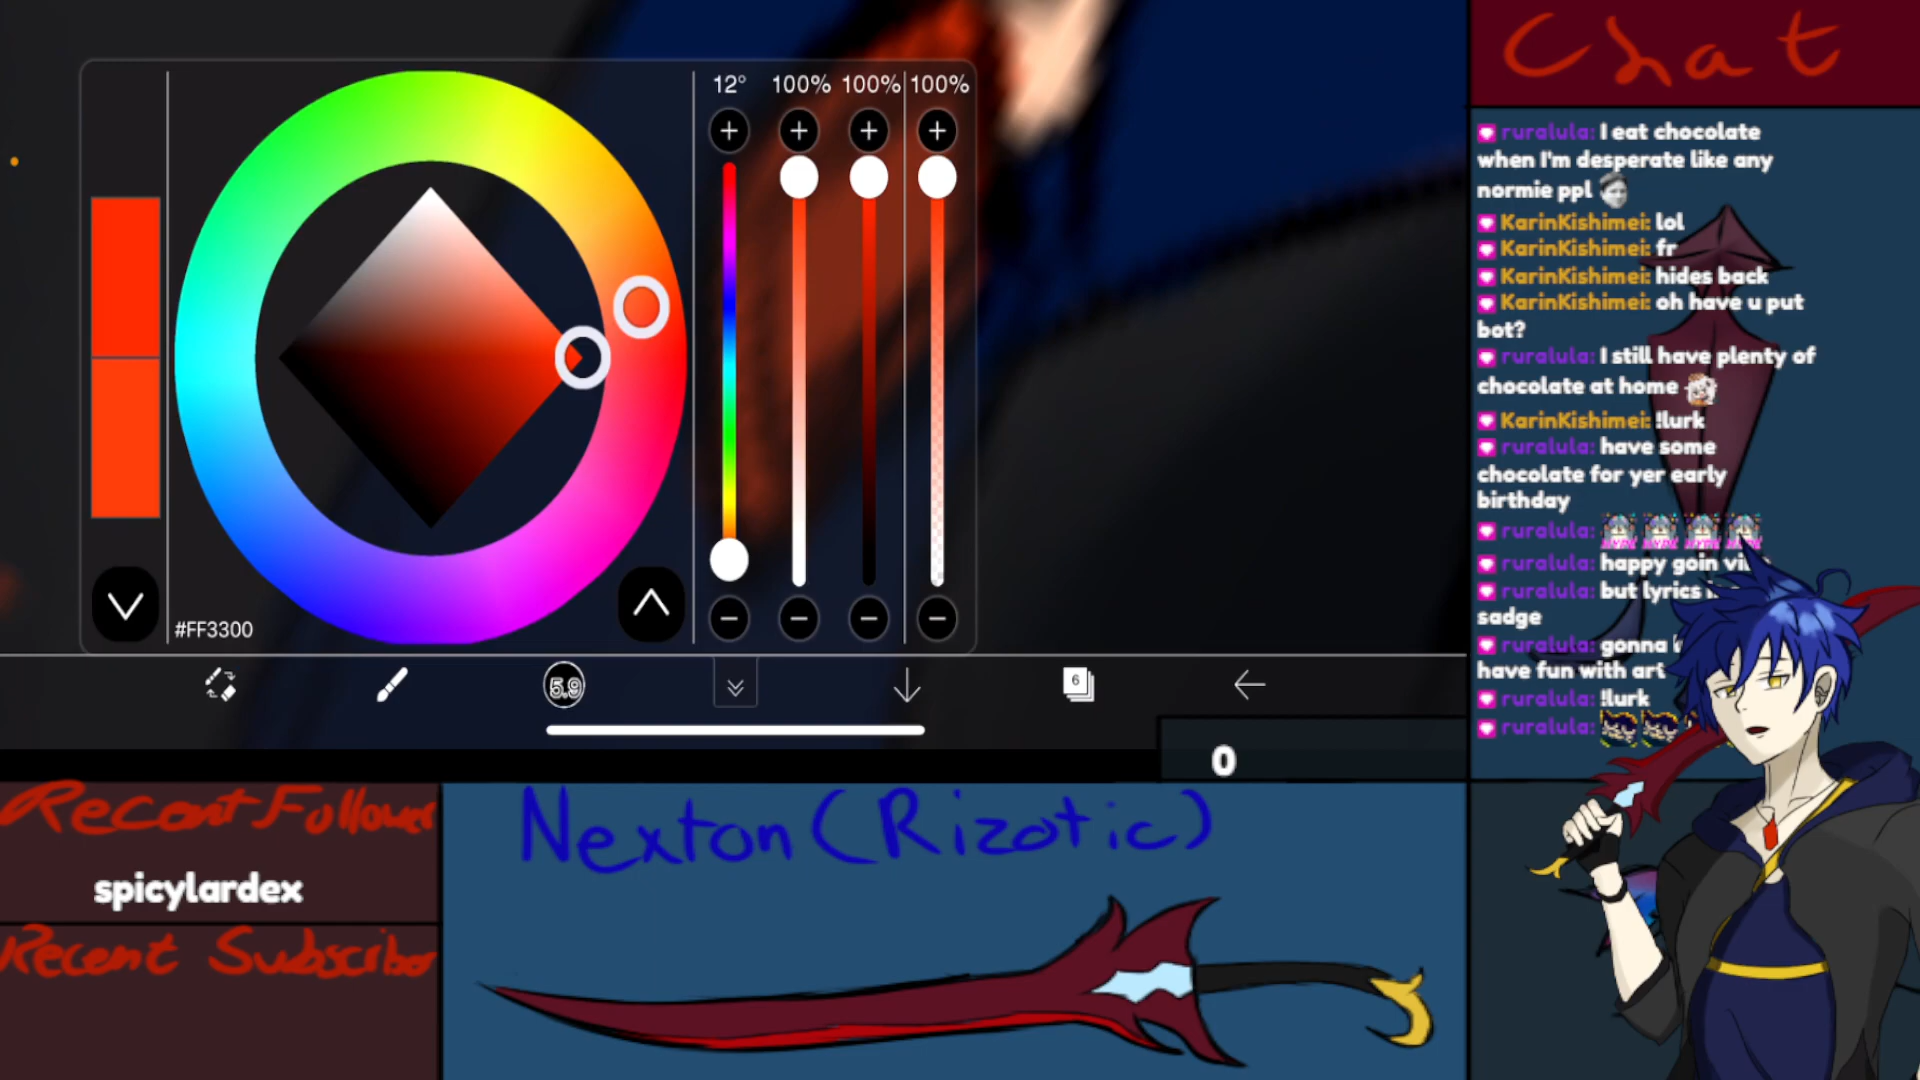 12° 100% 100% 100%
#FF3300
5.9
6
0
Recent Follower
spicylardex
Recent Subscriber
Nexton (Rizotic)
Chat
ruralula: I eat chocolate
when I'm desperate like any
normie ppl
KarinKishimei: lol
KarinKishimei: fr
KarinKishimei: hides back
KarinKishimei: oh have u put
bot?
ruralula: I still have plenty of
chocolate at home
KarinKishimei: !lurk
ruralula: have some
chocolate for yer early
birthday
ruralula:
ruralula: happy goin
ruralula: but lyrics
sadge
ruralula: gonna
have fun with art
ruralula: !lurk
ruralula: